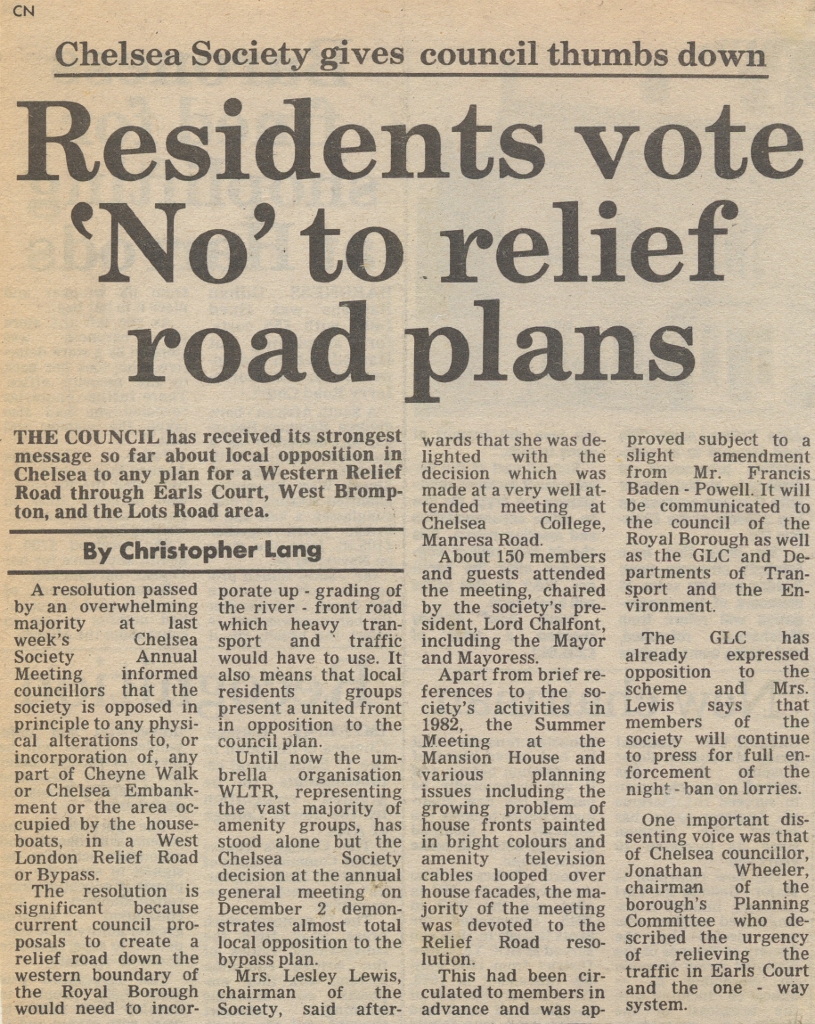 CN
Chelsea Society gives council thumbs down
Residents vote
'No' to relief
road plans
THE COUNCIL has received its strongest
message so far about local opposition in
Chelsea to any plan for a Western Relief
Road through Earls Court, West Bromp-
ton, and the Lots Road area.
By Christopher Lang
A resolution passed
by an overwhelming
majority at last
week's Chelsea
Society Annual
Meeting informed
councillors that the
society is opposed in
principle to any physi-
cal alterations to, or
incorporation of, any
part of Cheyne Walk
or Chelsea Embank-
ment or the area oc-
cupied by the house-
boats, in a West
London Relief Road
or Bypass.
The resolution is
significant because
current council pro-
posals to create a
relief road down the
western boundary of
the Royal Borough
would need to incor-
porate up - grading of
the river - front road
which heavy tran-
sport and traffic
would have to use. It
also means that local
residents groups
present a united front
in opposition to the
council plan.
Until now the um-
brella organisation
WLTR, representing
the vast majority of
amenity groups, has
stood alone but the
Chelsea Society
decision at the annual
general meeting on
December 2 demon-
strates almost total
local opposition to the
bypass plan.
Mrs. Lesley Lewis,
chairman of the
Society, said after-
wards that she was de-
lighted with the
decision which was
made at a very well at-
tended meeting at
Chelsea College,
Manresa Road.
About 150 members
and guests attended
the meeting, chaired
by the society's pre-
sident, Lord Chalfont,
including the Mayor
and Mayoress.
Apart from brief re-
ferences to the so-
ciety's activities in
1982, the Summer
Meeting at the
Mansion House and
various planning
issues including the
growing problem of
house fronts painted
in bright colours and
amenity television
cables looped over
house facades, the ma-
jority of the meeting
was devoted to the
Relief Road reso-
lution.
This had been cir-
culated to members in
advance and was ap-
proved subject to a
slight amendment
from Mr. Francis
Baden - Powell. It will
be communicated to
the council of the
Royal Borough as well
as the GLC and De-
partments of Tran-
sport and the En-
vironment.
The GLC has
already expressed
opposition to the
scheme and Mrs.
Lewis says that
members of the
society will continue
to press for full en-
forcement of the
night - ban on lorries.
One important dis-
senting voice was that
of Chelsea councillor,
Jonathan Wheeler,
chairman of the
borough's Planning
Committee who de-
scribed the urgency
of relieving the
traffic in Earls Court
and the one - way
system.